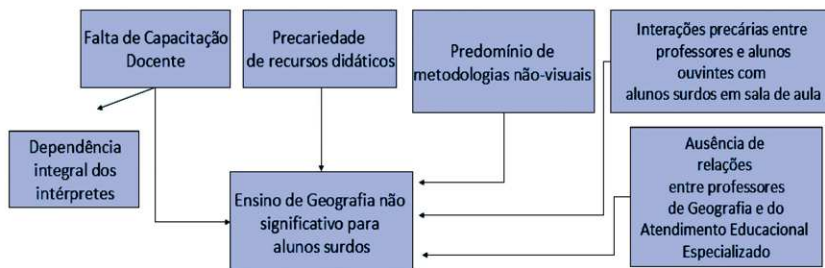 Falta de Capacitação
Docente
Precariedade
de recursos didáticos
Predomínio de
metodologias não-visuais
Interações precárias entre
professores e alunos
ouvintes com
alunos surdos em sala de aula
Dependência
integral dos
intérpretes
Ensino de Geografia não
significativo para
alunos surdos
Ausência de
relações
entre professores
de Geografia e do
Atendimento Educacional
Especializado